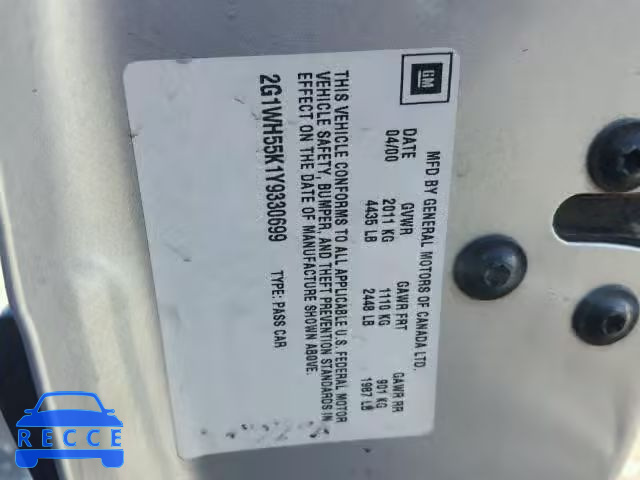 GM
MFD BY GENERAL MOTORS OF CANADA LTD.
DATE GVWR GAWR FRT GAWR RR
04/00 2011 KG 1110 KG 901 KG
4435 LB 2448 LB 1987 LB
THIS VEHICLE CONFORMS TO ALL APPLICABLE U.S. FEDERAL MOTOR
VEHICLE SAFETY, BUMPER, AND THEFT PREVENTION STANDARDS IN
EFFECT ON THE DATE OF MANUFACTURE SHOWN ABOVE.
2G1WH55K1Y9330699 TYPE: PASS CAR
RECCE